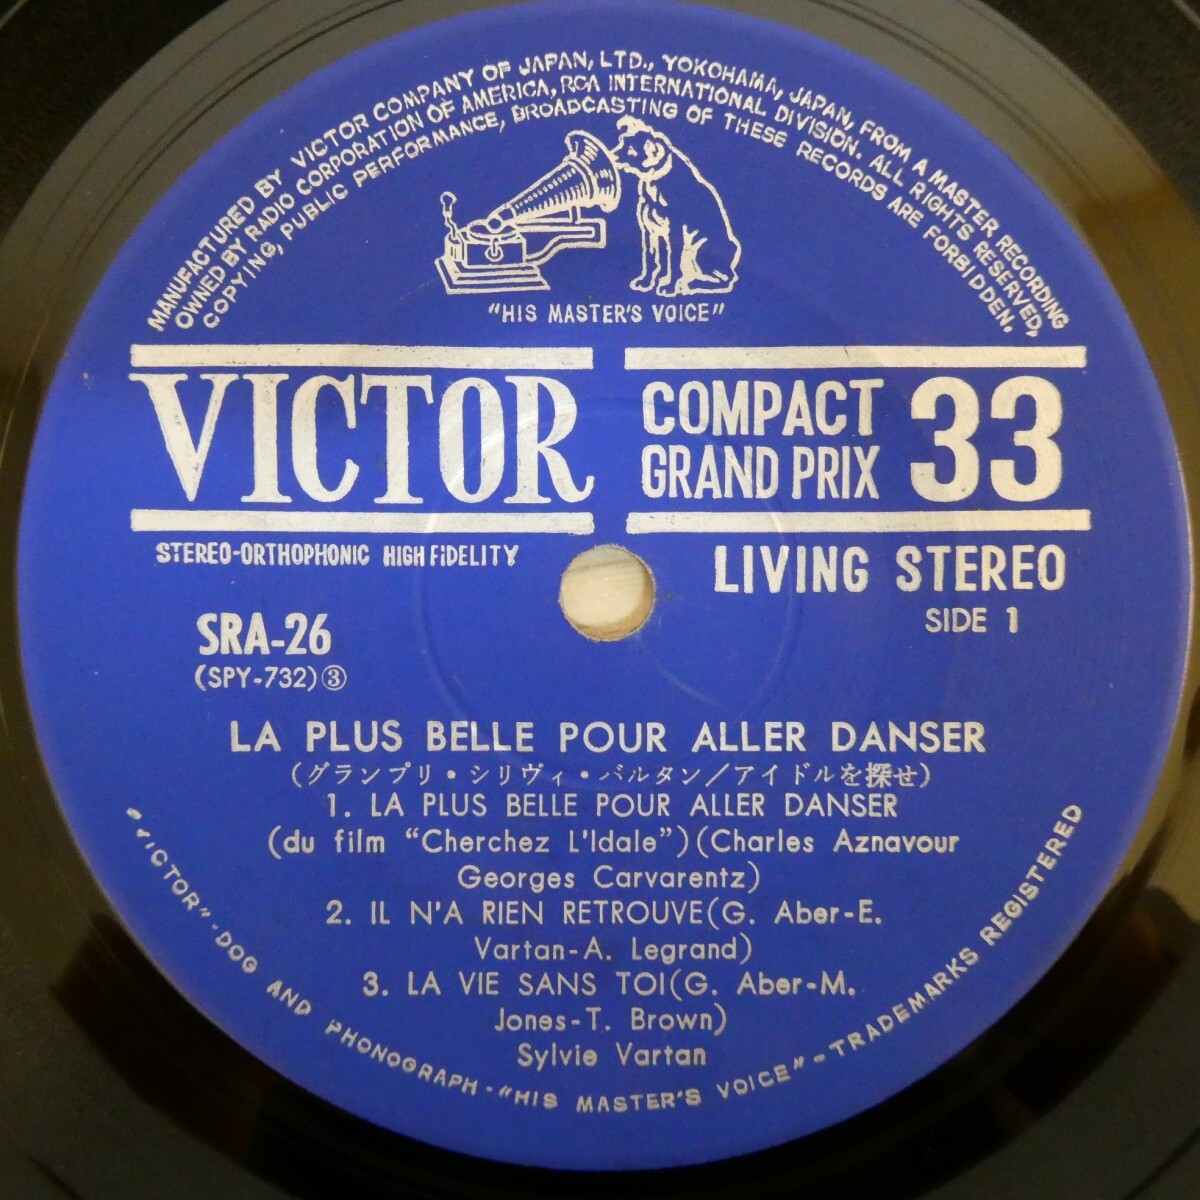 MANUFACTURED BY VICTOR COMPANY OF JAPAN, LTD., YOKOHAMA, JAPAN, FROM A MASTER RECORDING
OWNED BY RADIO CORPORATION OF AMERICA, RCA INTERNATIONAL DIVISION. ALL RIGHTS RESERVED,
COPYING, PUBLIC PERFORMANCE, BROADCASTING OF THESE RECORDS ARE FORBIDDEN.
"HIS MASTER'S VOICE"
VICTOR
COMPACT
GRAND PRIX
33
STEREO-ORTHOPHONIC HIGH FiDELITY
LIVING STEREO
SIDE 1
SRA-26
(SPY-732)③
LA PLUS BELLE POUR ALLER DANSER
(グランプリ・シリヴィ・バルタン/アイドルを探せ)
1. LA PLUS BELLE POUR ALLER DANSER
(du film "Cherchez L'Idale")(Charles Aznavour
Georges Carvarentz)
2. IL N'A RIEN RETROUVE(G. Aber-E.
Vartan-A. Legrand)
3. LA VIE SANS TOI(G. Aber-M.
Jones-T. Brown)
Sylvie Vartan
"VICTOR"-DOG AND PHONOGRAPH-"HIS MASTER'S VOICE"-TRADEMARKS REGISTERED